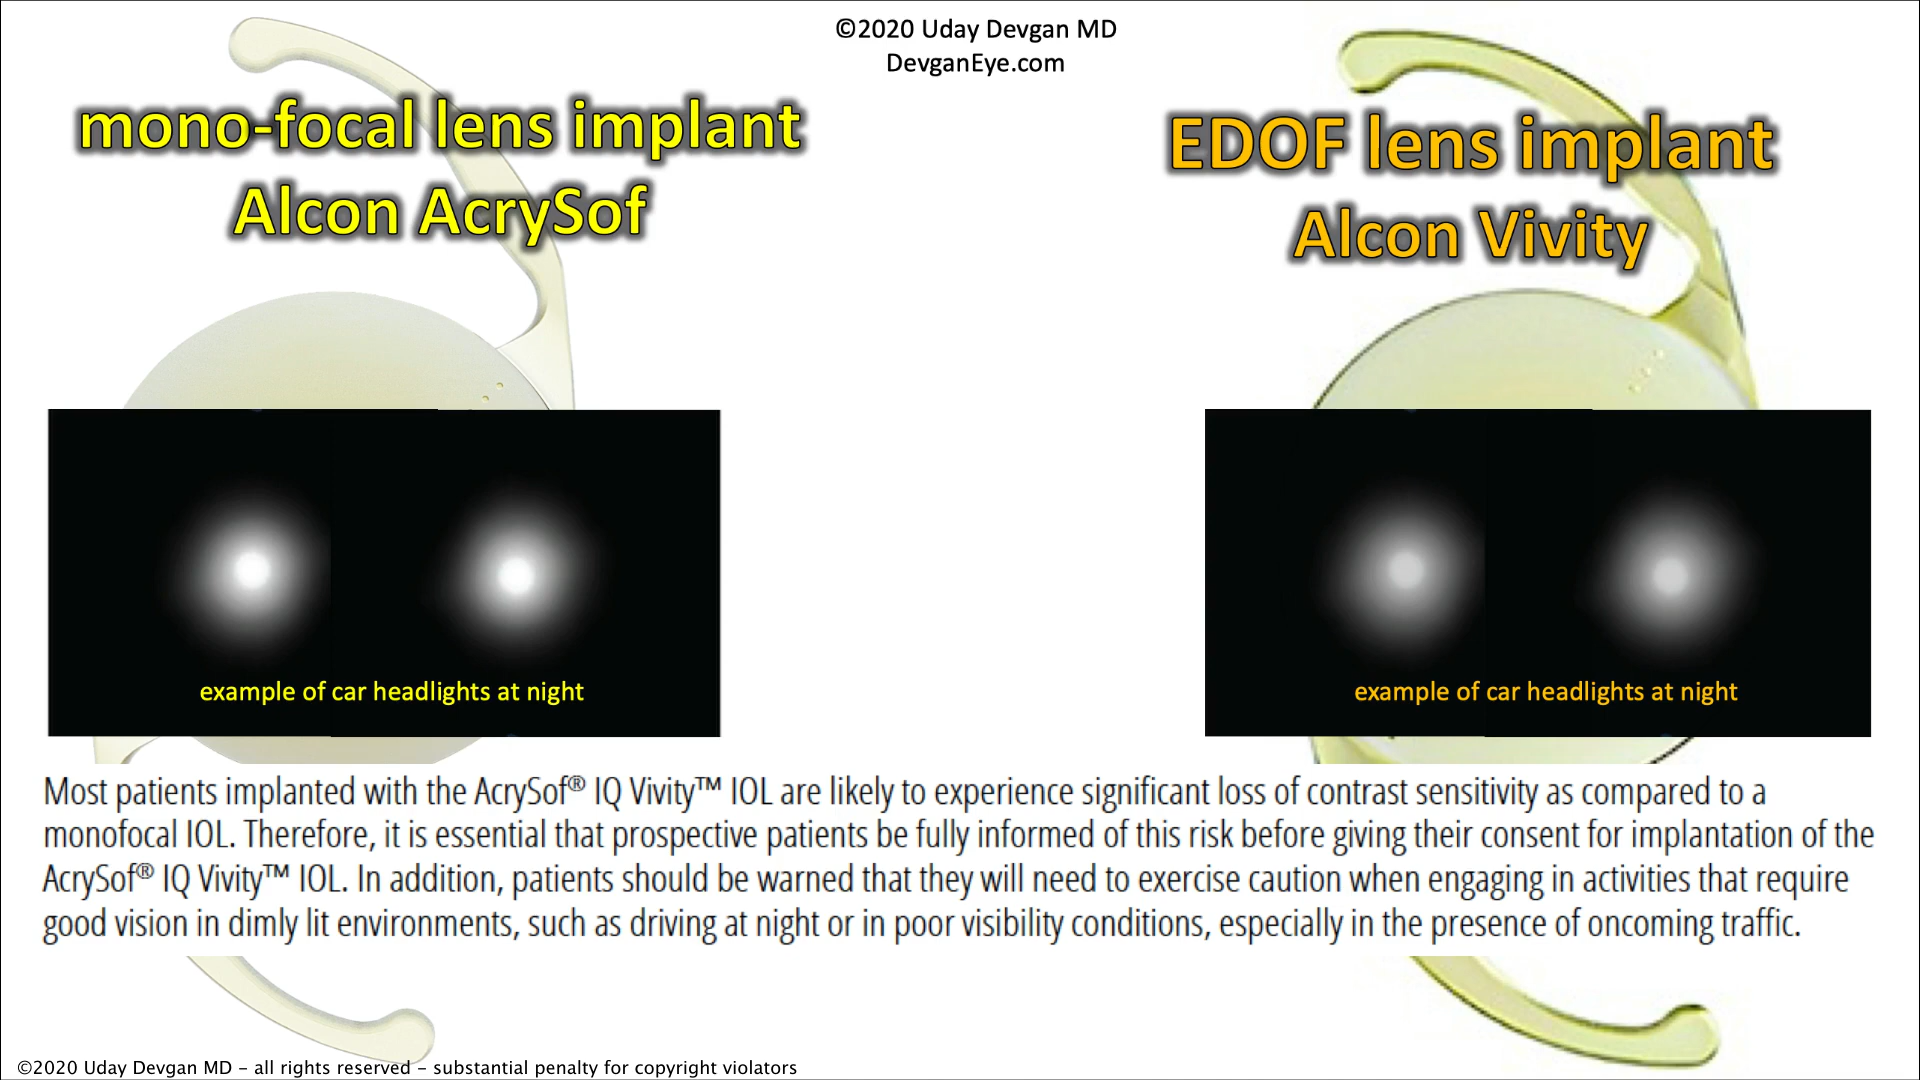 ©2020 Uday Devgan MD
DevganEye.com
mono-focal lens implant
Alcon AcrySof
EDOF lens implant
Alcon Vivity
example of car headlights at night
example of car headlights at night
Most patients implanted with the AcrySof® IQ Vivity™ IOL are likely to experience significant loss of contrast sensitivity as compared to a
monofocal IOL. Therefore, it is essential that prospective patients be fully informed of this risk before giving their consent for implantation of the
AcrySof® IQ Vivity™ IOL. In addition, patients should be warned that they will need to exercise caution when engaging in activities that require
good vision in dimly lit environments, such as driving at night or in poor visibility conditions, especially in the presence of oncoming traffic.
©2020 Uday Devgan MD – all rights reserved – substantial penalty for copyright violators